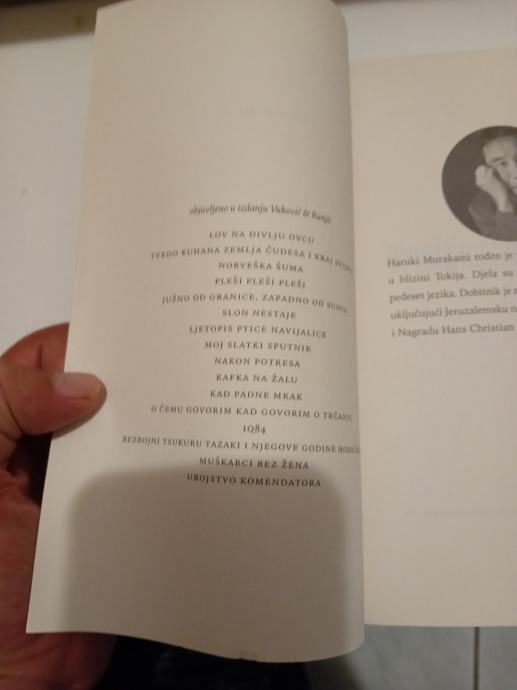 objavljeno u izdanju Vuković & Runjić
LOV NA DIVLJU OVCU
TVRDO KUHANA ZEMLJA ČUDESA I KRAJ
NORVEŠKA ŠUMA
PLEŠI PLEŠI PLEŠI
JUŽNO OD GRANICE, ZAPADNO OD SUNCA
SLON NESTAJE
LJETOPIS PTICE NAVIJALICE
MOJ SLATKI SPUTNIK
NAKON POTRESA
KAFKA NA ŽALU
KAD PADNE MRAK
O ČEMU GOVORIM KAD GOVORIM O TRČANJU
1Q84
BEZBOJNI TSUKURU TAZAKI I NJEGOVE GODINE
MUŠKARCI BEZ ŽENA
UBOJSTVO KOMENDATORA
Haruki Murakami rođen je
u blizini Tokija. Djela su
pedeset jezika. Dobitnik je
uključujući Jeruzalemsku
i Nagradu Hans Christian